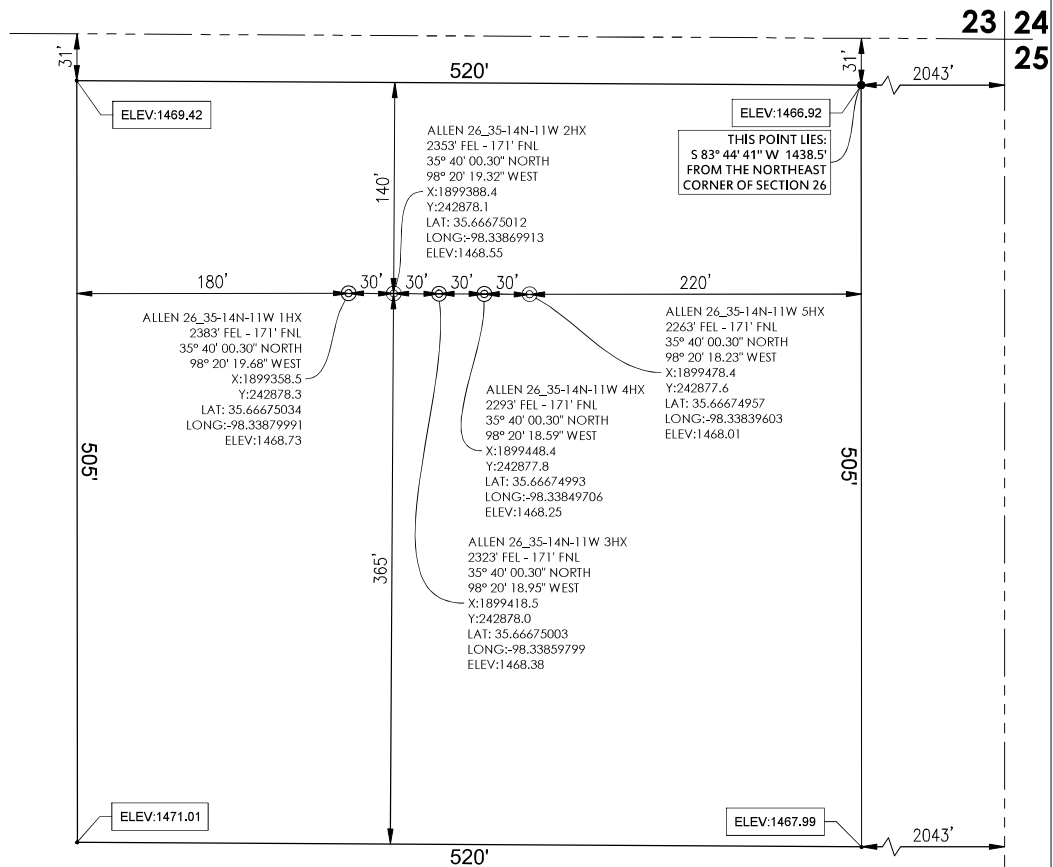 23 24
25
31'
520'
31'
2043'
ELEV:1469.42
ELEV:1466.92
THIS POINT LIES:
S 83° 44' 41" W 1438.5'
FROM THE NORTHEAST
CORNER OF SECTION 26
ALLEN 26_35-14N-11W 2HX
2353' FEL - 171' FNL
35° 40' 00.30" NORTH
98° 20' 19.32" WEST
X:1899388.4
Y:242878.1
LAT: 35.66675012
LONG:-98.33869913
ELEV:1468.55
140'
180'
30'
30'
30'
30'
220'
ALLEN 26_35-14N-11W 1HX
2383' FEL - 171' FNL
35° 40' 00.30" NORTH
98° 20' 19.68" WEST
X:1899358.5
Y:242878.3
LAT: 35.66675034
LONG:-98.33879991
ELEV:1468.73
ALLEN 26_35-14N-11W 5HX
2263' FEL - 171' FNL
35° 40' 00.30" NORTH
98° 20' 18.23" WEST
X:1899478.4
Y:242877.6
LAT: 35.66674957
LONG:-98.33839603
ELEV:1468.01
ALLEN 26_35-14N-11W 4HX
2293' FEL - 171' FNL
35° 40' 00.30" NORTH
98° 20' 18.59" WEST
X:1899448.4
Y:242877.8
LAT: 35.66674993
LONG:-98.33849706
ELEV:1468.25
505'
505'
365'
ALLEN 26_35-14N-11W 3HX
2323' FEL - 171' FNL
35° 40' 00.30" NORTH
98° 20' 18.95" WEST
X:1899418.5
Y:242878.0
LAT: 35.66675003
LONG:-98.33859799
ELEV:1468.38
ELEV:1471.01
ELEV:1467.99
520'
2043'